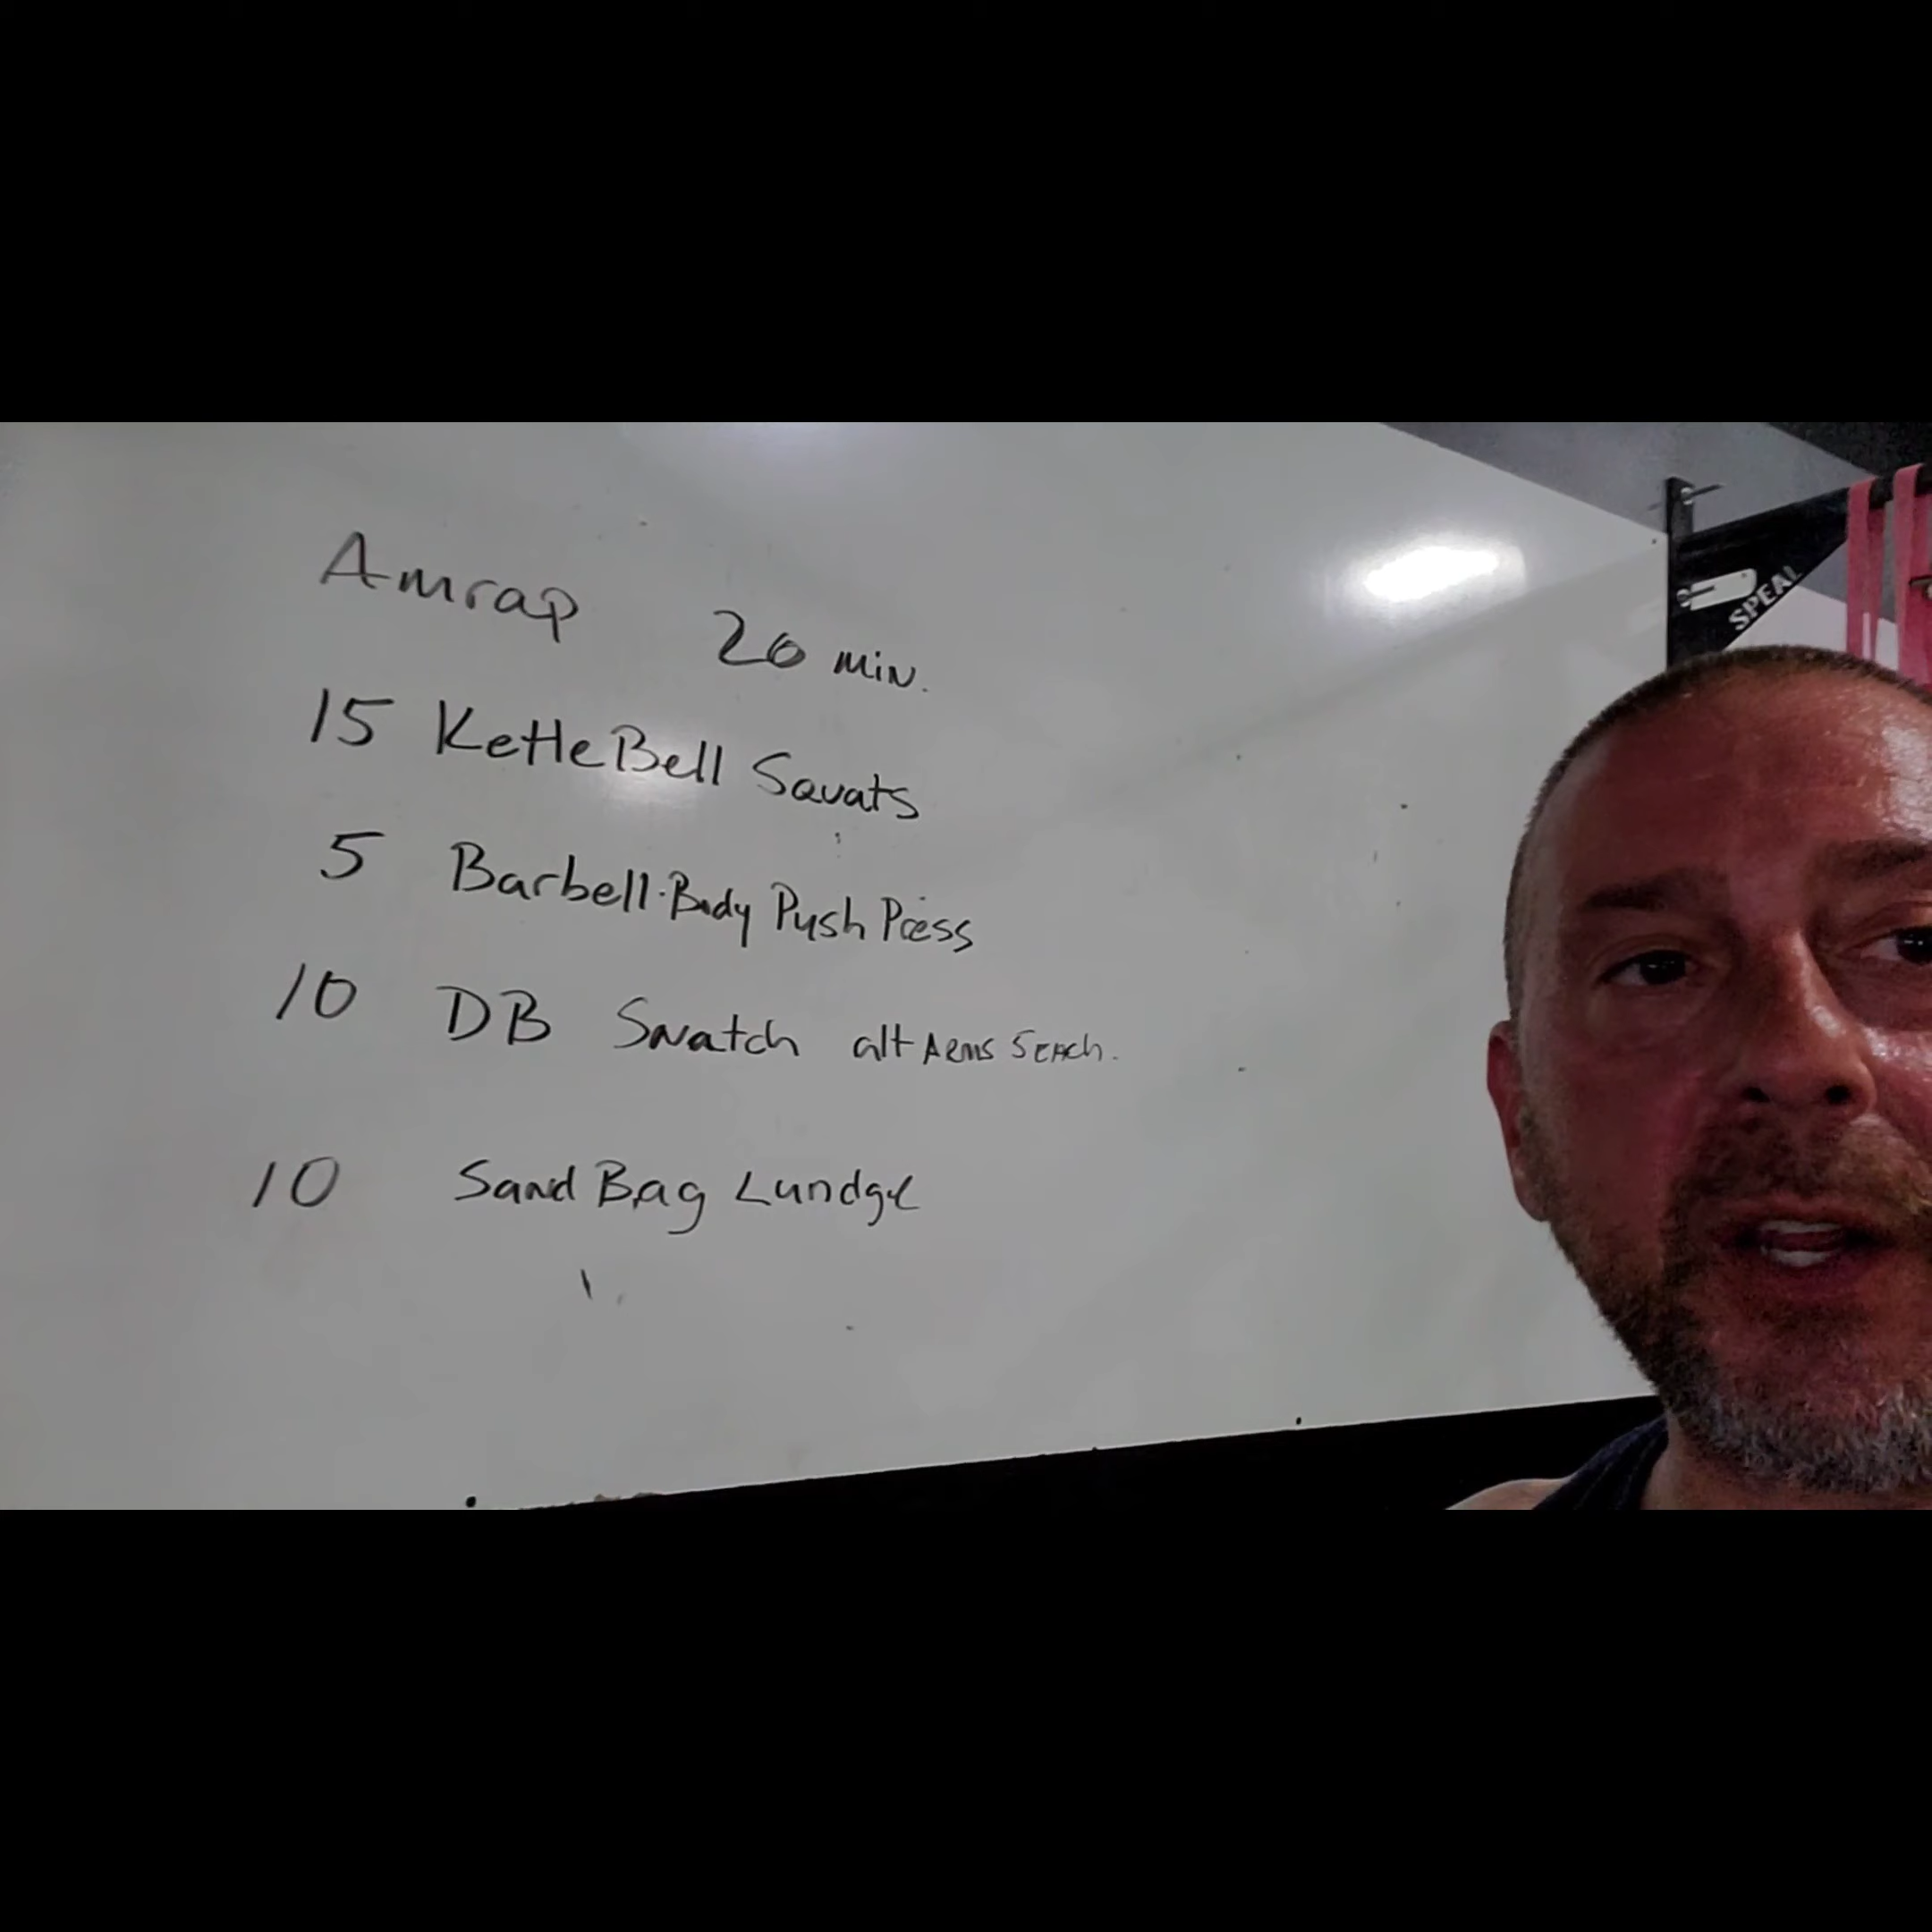 Amrap 20 min.
15 KettleBell Squats
5 Barbell·Body Push Press
10 DB Snatch alt Arms 5 EACh.
10 Sand Bag Lundge
SPEAL